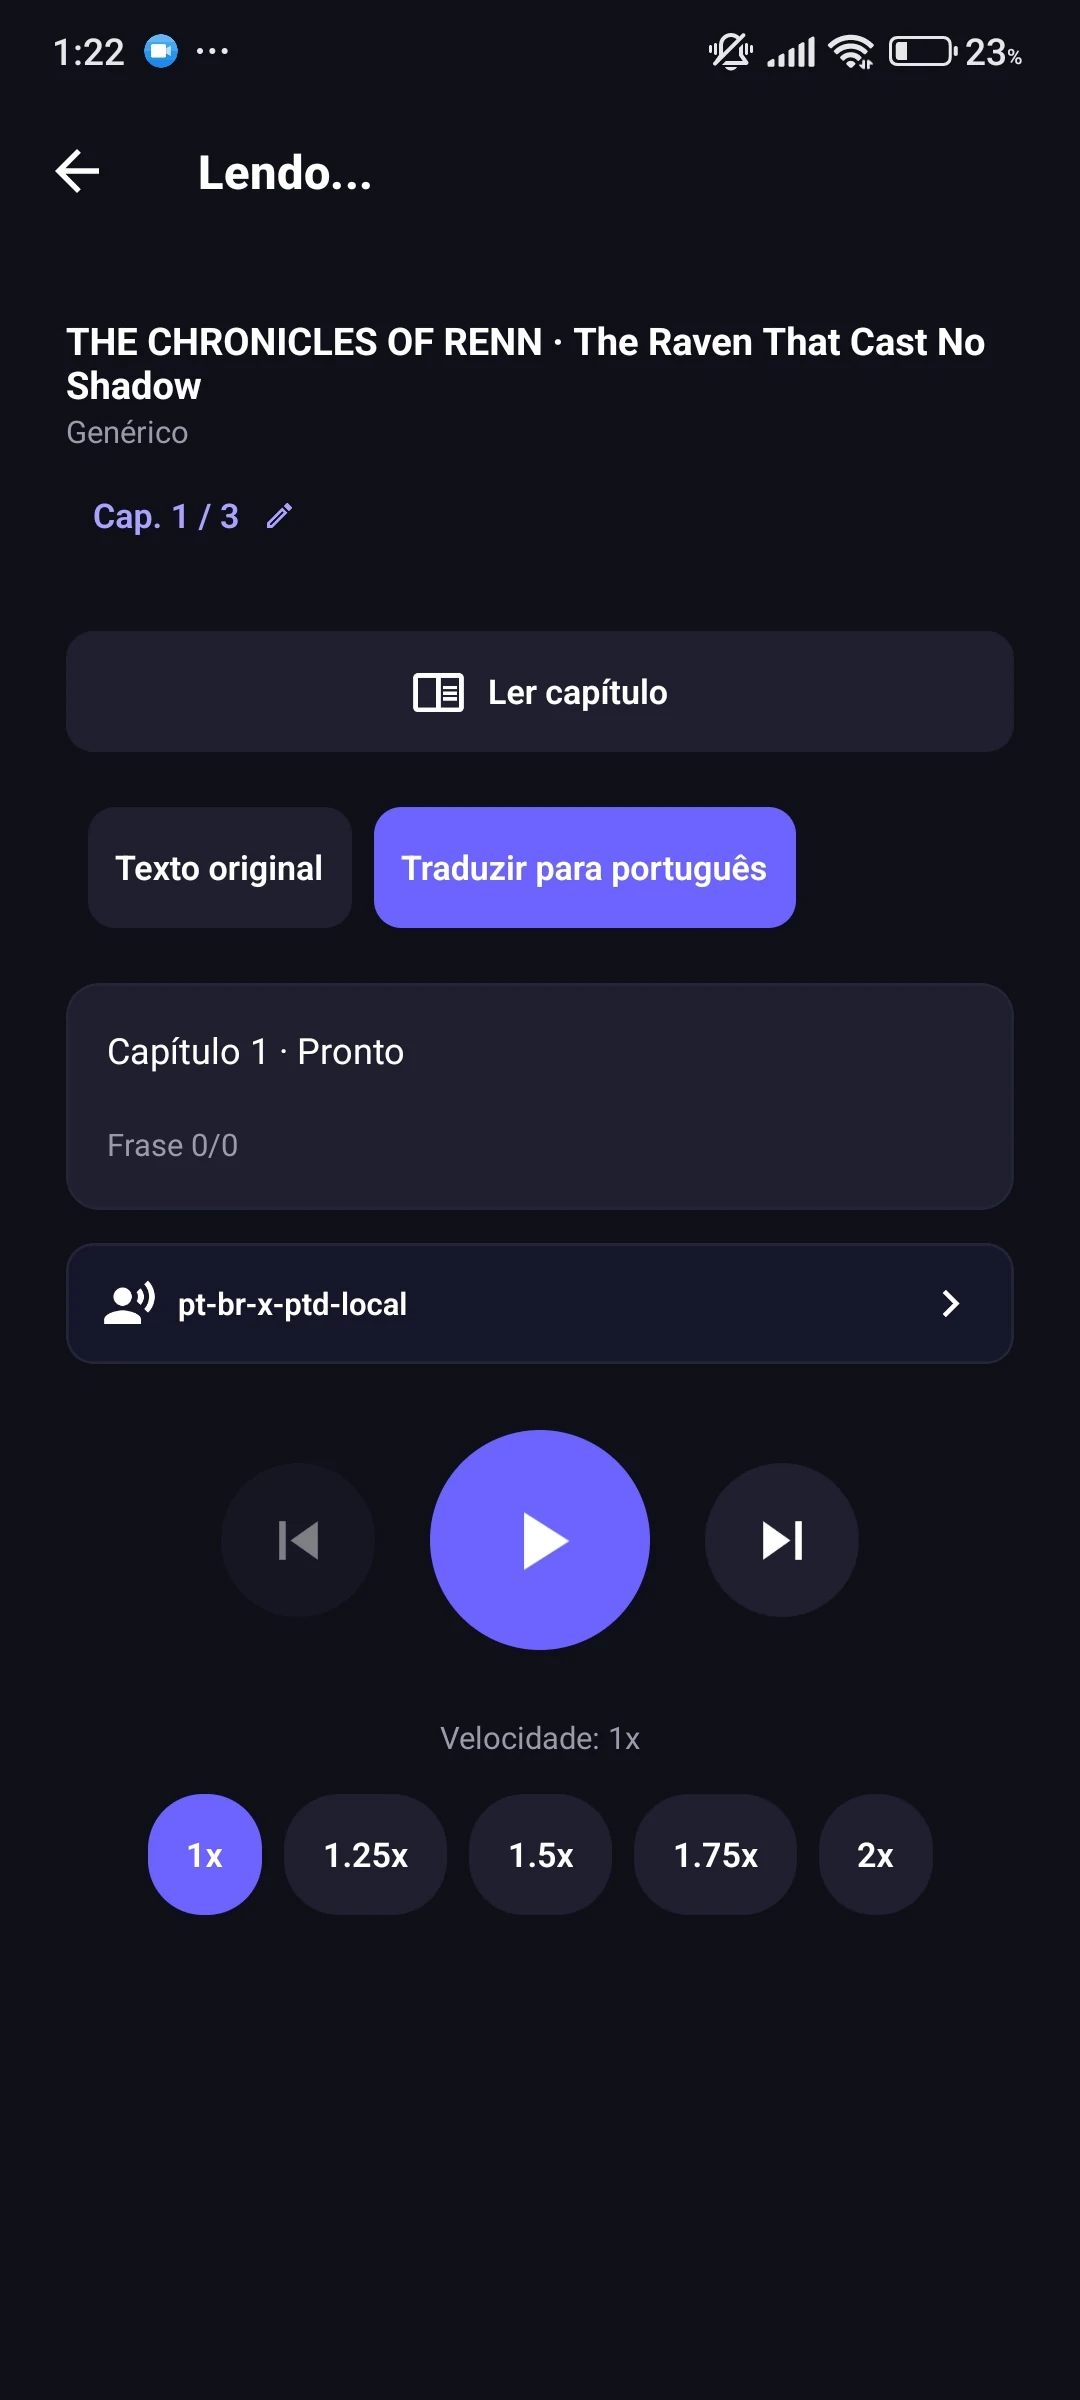 1:22 ... 23%
Lendo...
THE CHRONICLES OF RENN · The Raven That Cast No
Shadow
Genérico
Cap. 1 / 3
Ler capítulo
Texto original Traduzir para português
Capítulo 1 · Pronto
Frase 0/0
pt-br-x-ptd-local
Velocidade: 1x
1x 1.25x 1.5x 1.75x 2x